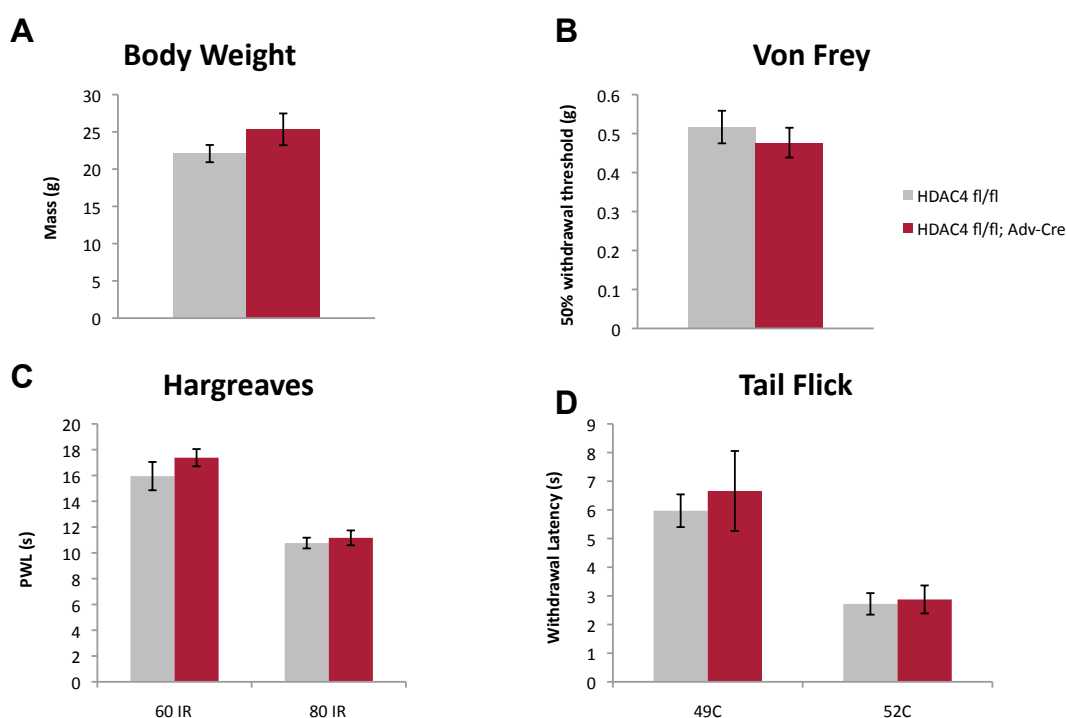 A
Body Weight
Mass (g)
30
25
20
15
10
5
0
B
Von Frey
50% withdrawal threshold (g)
0.6
0.5
0.4
0.3
0.2
0.1
0
HDAC4 fl/fl
HDAC4 fl/fl; Adv-Cre
C
Hargreaves
PWL (s)
20
18
16
14
12
10
8
6
4
2
0
60 IR
80 IR
D
Tail Flick
Withdrawal Latency (s)
9
8
7
6
5
4
3
2
1
0
49C
52C